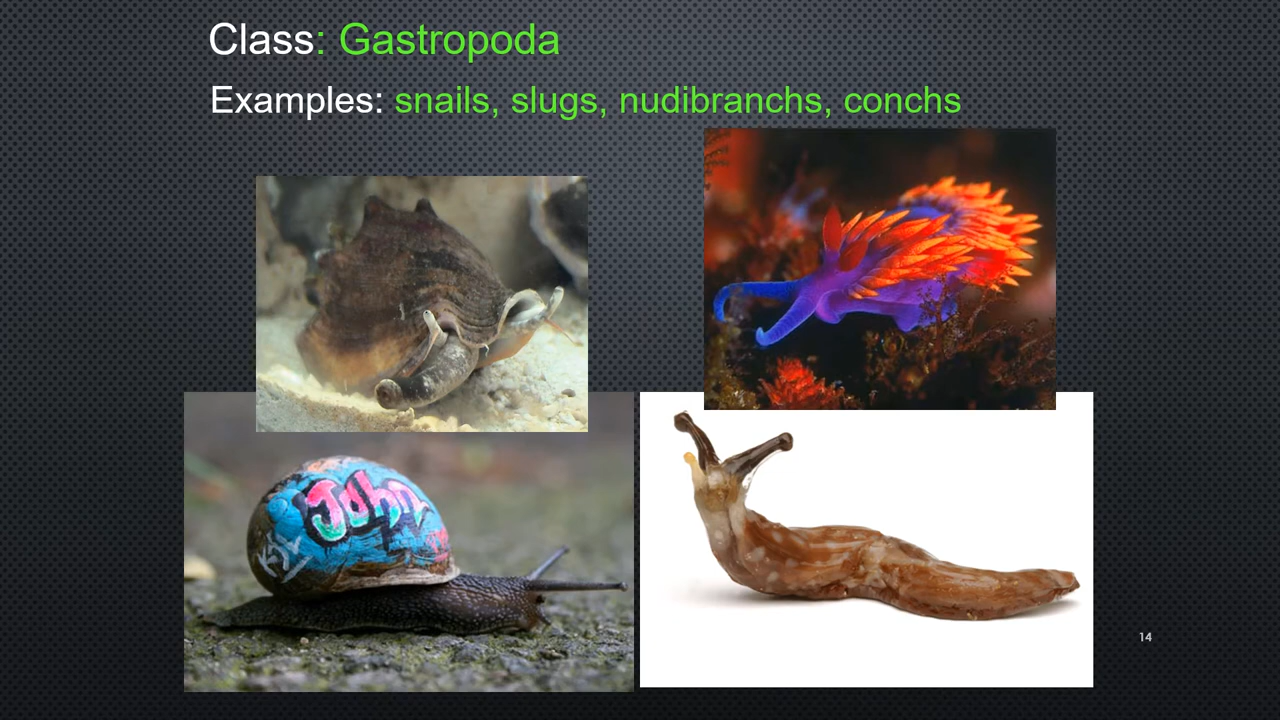 Class: Gastropoda
Examples: snails, slugs, nudibranchs, conchs
John
14